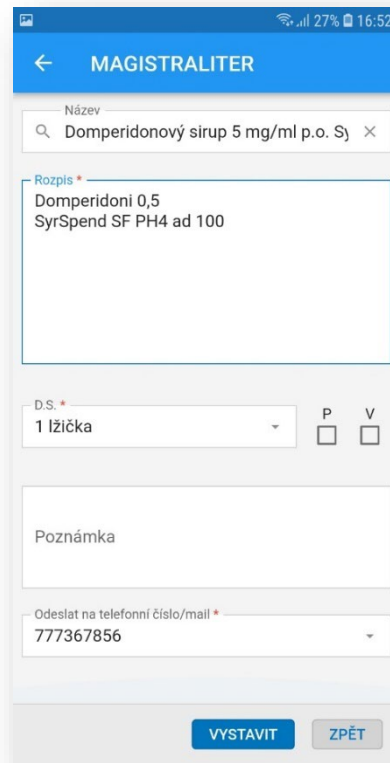 27% 16:52
MAGISTRALITER
Název
Domperidonový sirup 5 mg/ml p.o. Sy
Rozpis *
Domperidoni 0,5
SyrSpend SF PH4 ad 100
D.S. *
1 lžička
P V
Poznámka
Odeslat na telefonní číslo/mail *
777367856
VYSTAVIT ZPĚT